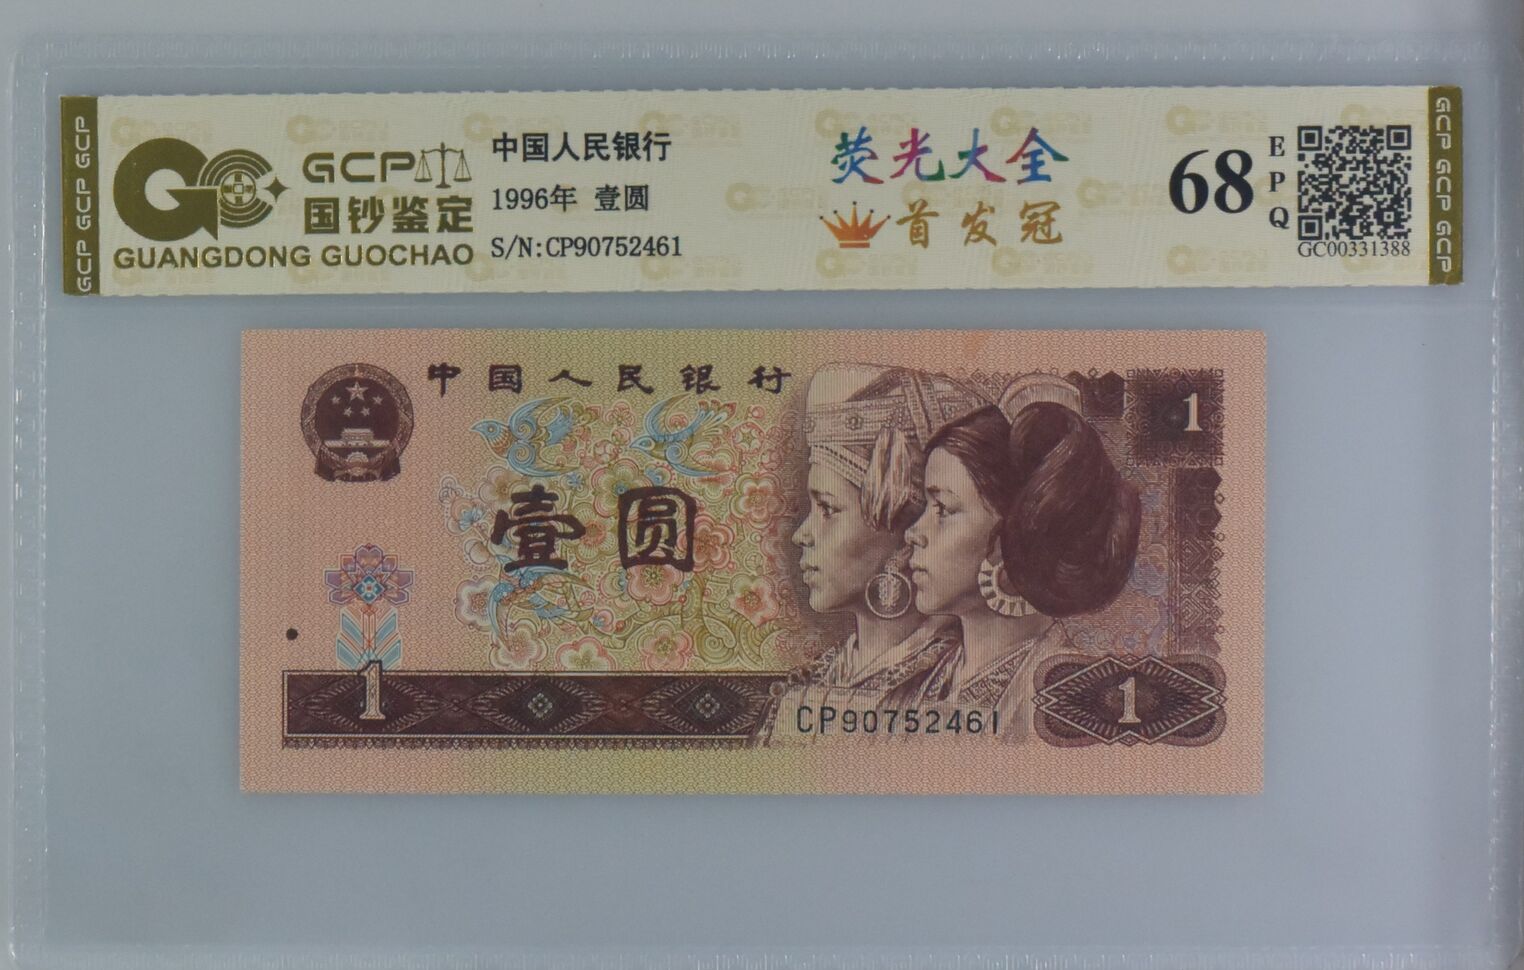 GCP GCP GCP
GCP
国钞鉴定
GUANGDONG GUOCHAO
中国人民银行
1996年 壹圆
S/N:CP90752461
荧光大全
首发冠
68
EPQ
GC00331388
GCP GCP GCP
中国人民银行
壹圆
1
1
1
1
CP90752461